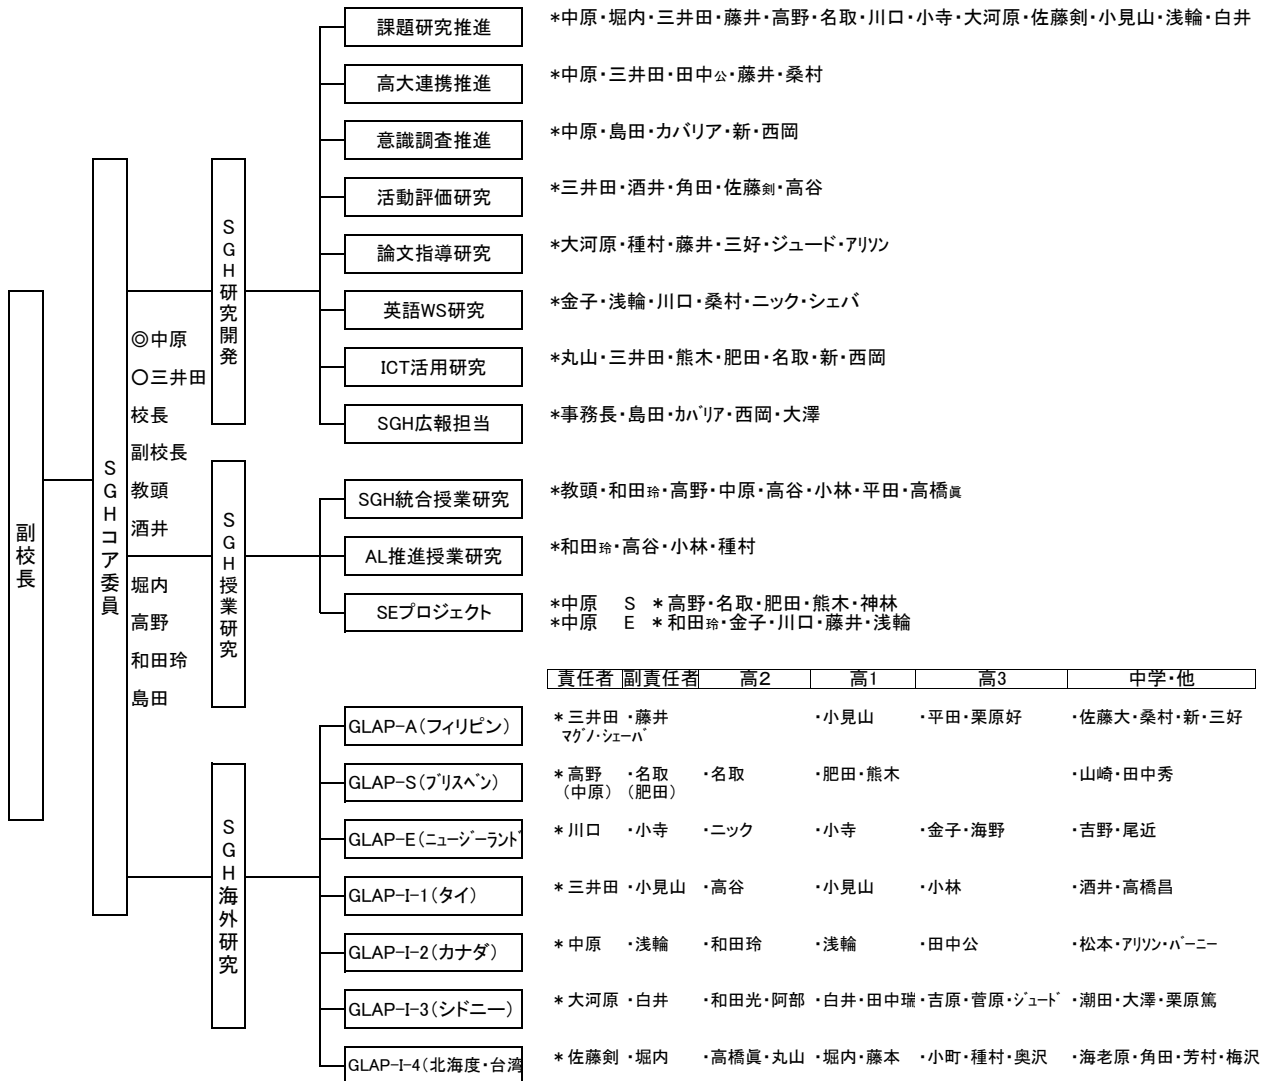 課題研究推進 *中原・堀内・三井田・藤井・高野・名取・川口・小寺・大河原・佐藤剣・小見山・浅輪・白井
高大連携推進 *中原・三井田・田中公・藤井・桑村
意識調査推進 *中原・島田・カバリア・新・西岡
活動評価研究 *三井田・酒井・角田・佐藤剣・高谷
論文指導研究 *大河原・種村・藤井・三好・ジュード・アリソン
英語WS研究 *金子・浅輪・川口・桑村・ニック・シェバ
ICT活用研究 *丸山・三井田・熊木・肥田・名取・新・西岡
SGH広報担当 *事務長・島田・カバリア・西岡・大澤
SGH研究開発
副校長
SGHコア委員
◎中原
〇三井田
校長
副校長
教頭
酒井
堀内
高野
和田玲
島田
SGH授業研究
SGH統合授業研究 *教頭・和田玲・高野・中原・高谷・小林・平田・高橋眞
AL推進授業研究 *和田玲・高谷・小林・種村
SEプロジェクト *中原 S *高野・名取・肥田・熊木・神林
*中原 E *和田玲・金子・川口・藤井・浅輪
責任者 副責任者 高2 高1 高3 中学・他
SGH海外研究
GLAP-A(フィリピン) *三井田 ・藤井 ・小見山 ・平田・栗原好 ・佐藤大・桑村・新・三好
マグノ・シェーバ
GLAP-S(ブリスベン) *高野 ・名取 ・名取 ・肥田・熊木 ・山崎・田中秀
(中原) (肥田)
GLAP-E(ニュージーランド *川口 ・小寺 ・ニック ・小寺 ・金子・海野 ・吉野・尾近
GLAP-I-1(タイ) *三井田 ・小見山 ・高谷 ・小見山 ・小林 ・酒井・高橋昌
GLAP-I-2(カナダ) *中原 ・浅輪 ・和田玲 ・浅輪 ・田中公 ・松本・アリソン・バーニー
GLAP-I-3(シドニー) *大河原 ・白井 ・和田光・阿部 ・白井・田中瑞 ・吉原・菅原・ジュード ・潮田・大澤・栗原篤
GLAP-I-4(北海度・台湾 *佐藤剣 ・堀内 ・高橋眞・丸山 ・堀内・藤本 ・小町・種村・奥沢 ・海老原・角田・芳村・梅沢